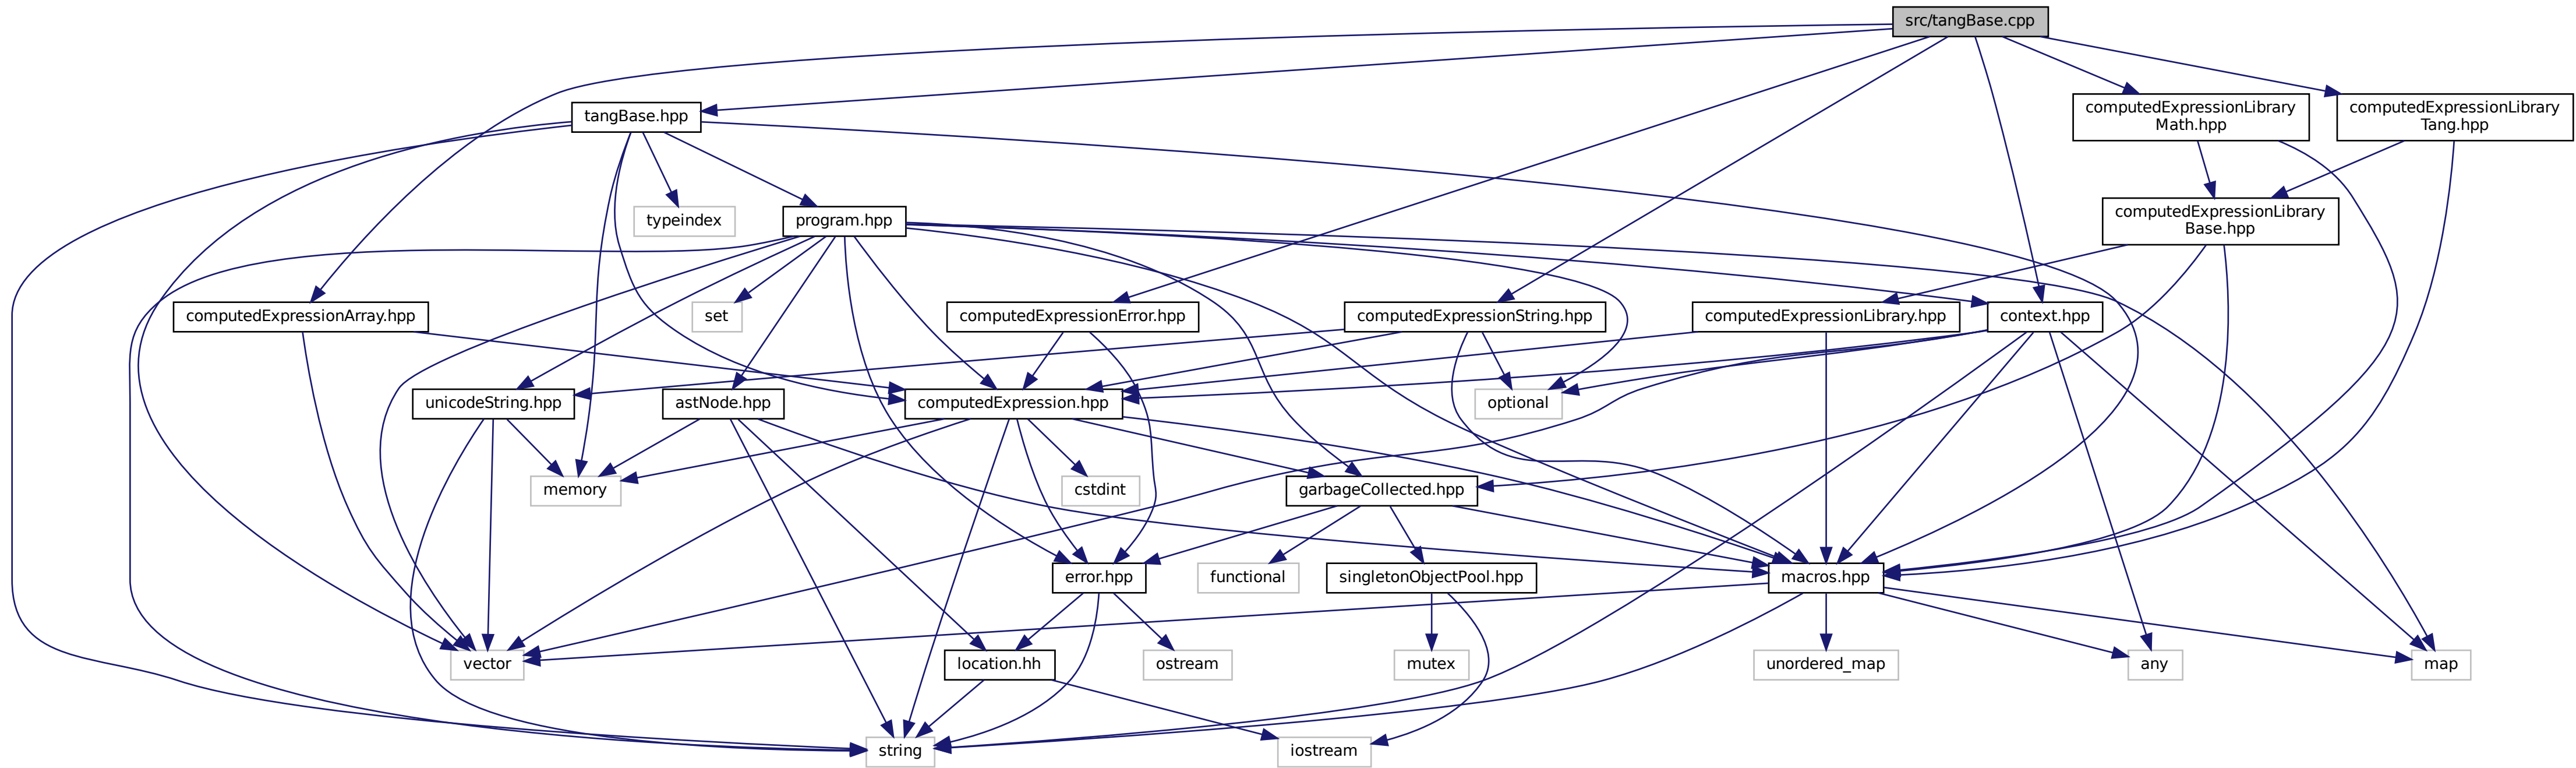 src/tangBase.cpp
tangBase.hpp
computedExpressionLibrary
Math.hpp
computedExpressionLibrary
Tang.hpp
typeindex
program.hpp
computedExpressionLibrary
Base.hpp
computedExpressionArray.hpp
set
computedExpressionError.hpp
computedExpressionString.hpp
computedExpressionLibrary.hpp
context.hpp
unicodeString.hpp
astNode.hpp
computedExpression.hpp
optional
memory
cstdint
garbageCollected.hpp
error.hpp
functional
singletonObjectPool.hpp
macros.hpp
vector
location.hh
ostream
mutex
unordered_map
any
map
string
iostream